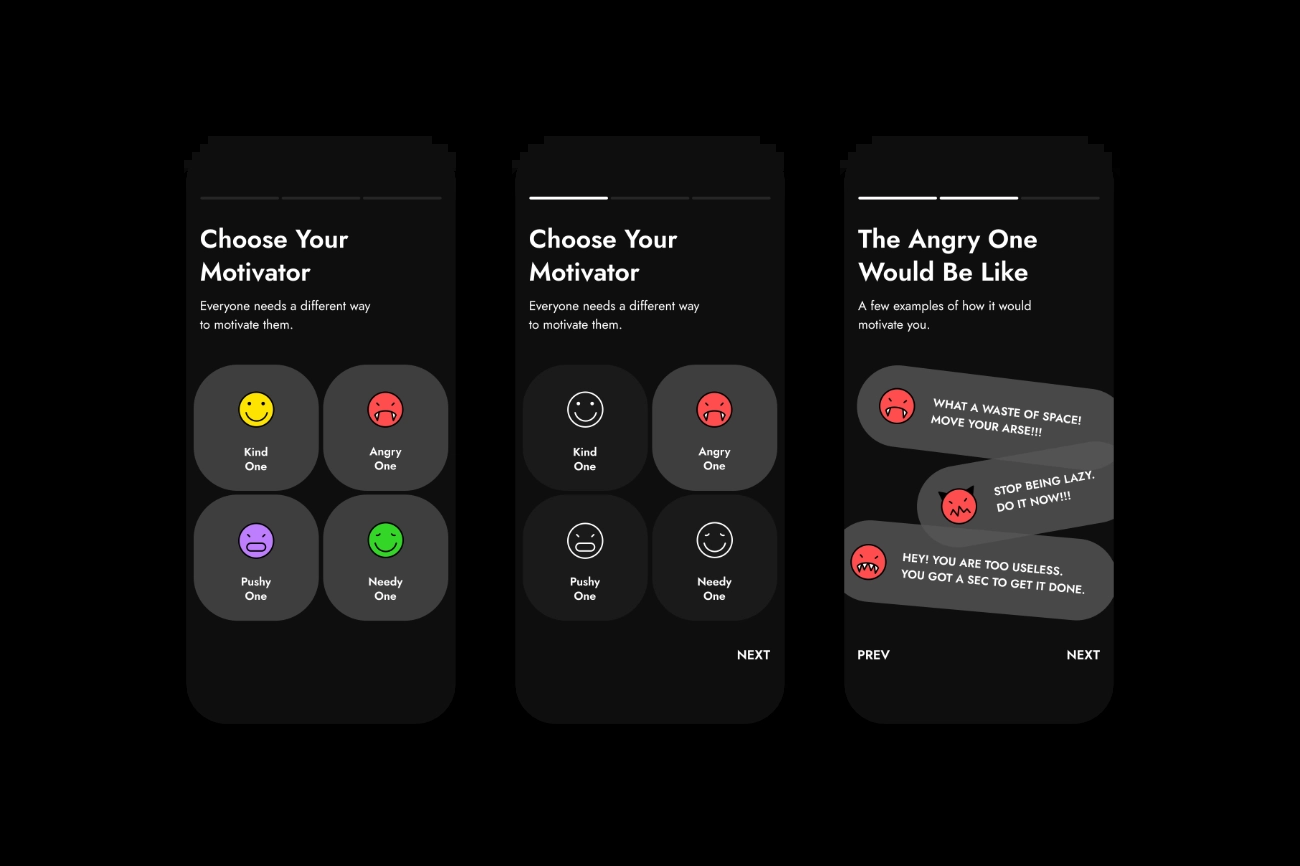 Choose Your
Motivator
Everyone needs a different way
to motivate them.
Kind
One
Angry
One
Pushy
One
Needy
One
Choose Your
Motivator
Everyone needs a different way
to motivate them.
Kind
One
Angry
One
Pushy
One
Needy
One
NEXT
The Angry One
Would Be Like
A few examples of how it would
motivate you.
WHAT A WASTE OF SPACE!
MOVE YOUR ARSE!!!
STOP BEING LAZY.
DO IT NOW!!!
HEY! YOU ARE TOO USELESS.
YOU GOT A SEC TO GET IT DONE.
PREV
NEXT